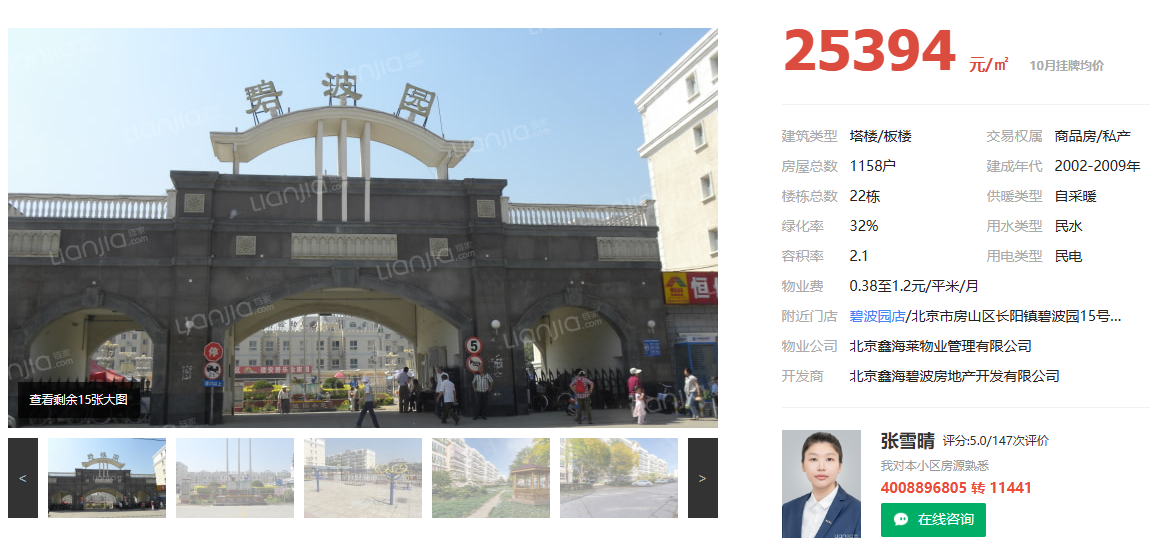 碧波园
25394 元/㎡ 10月挂牌均价
建筑类型 塔楼/板楼 交易权属 商品房/私产
房屋总数 1158户 建成年代 2002-2009年
楼栋总数 22栋 供暖类型 自采暖
绿化率 32% 用水类型 民水
容积率 2.1 用电类型 民电
物业费 0.38至1.2元/平米/月
附近门店 碧波园店/北京市房山区长阳镇碧波园15号...
物业公司 北京鑫海莱物业管理有限公司
开发商 北京鑫海碧波房地产开发有限公司
Lianjia.com 链家
停
5
恒
查看剩余15张大图
<
>
张雪晴 评分:5.0/147次评价
我对本小区房源熟悉
4008896805 转 11441
在线咨询